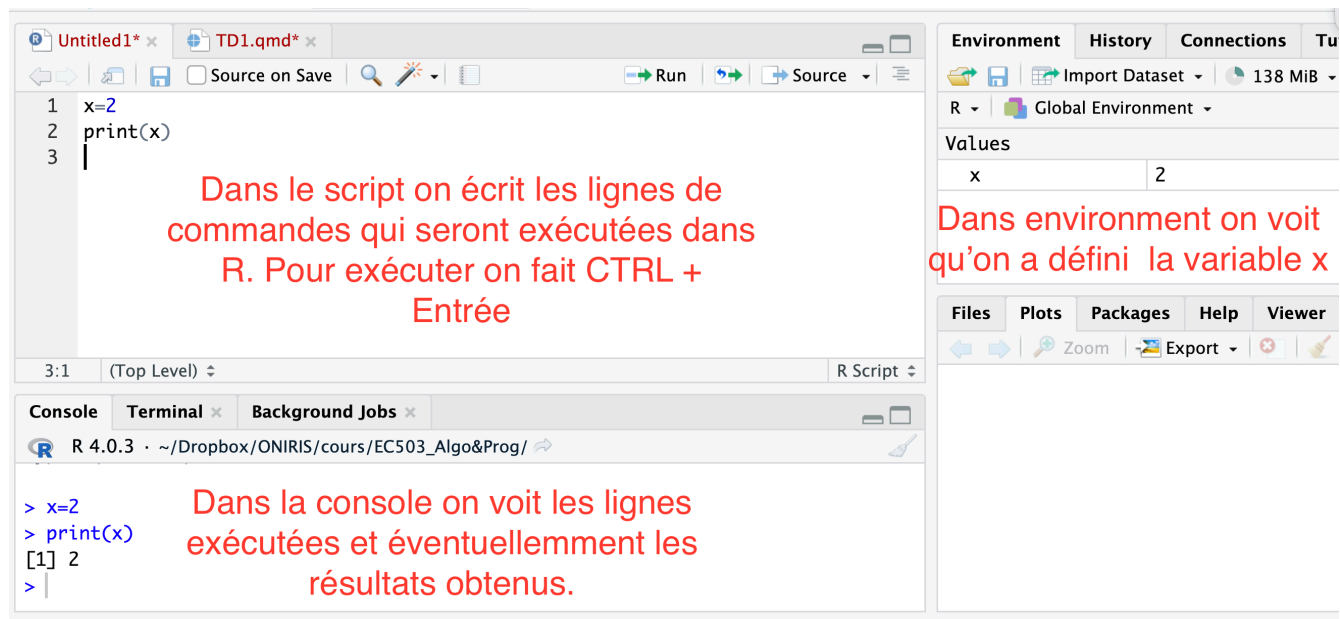 Untitled1*
TD1.qmd*
Source on Save
Run
Source
1 x=2
2 print(x)
3
Dans le script on écrit les lignes de
commandes qui seront exécutées dans
R. Pour exécuter on fait CTRL +
Entrée
3:1 (Top Level) R Script
Console Terminal Background Jobs
R 4.0.3 · ~/Dropbox/ONIRIS/cours/EC503_Algo&Prog/
> x=2
> print(x)
[1] 2
>
Dans la console on voit les lignes
exécutées et éventuellemment les
résultats obtenus.
Environment History Connections Tu
Import Dataset 138 MiB
R Global Environment
Values
x 2
Dans environment on voit
qu'on a défini la variable x
Files Plots Packages Help Viewer
Zoom Export